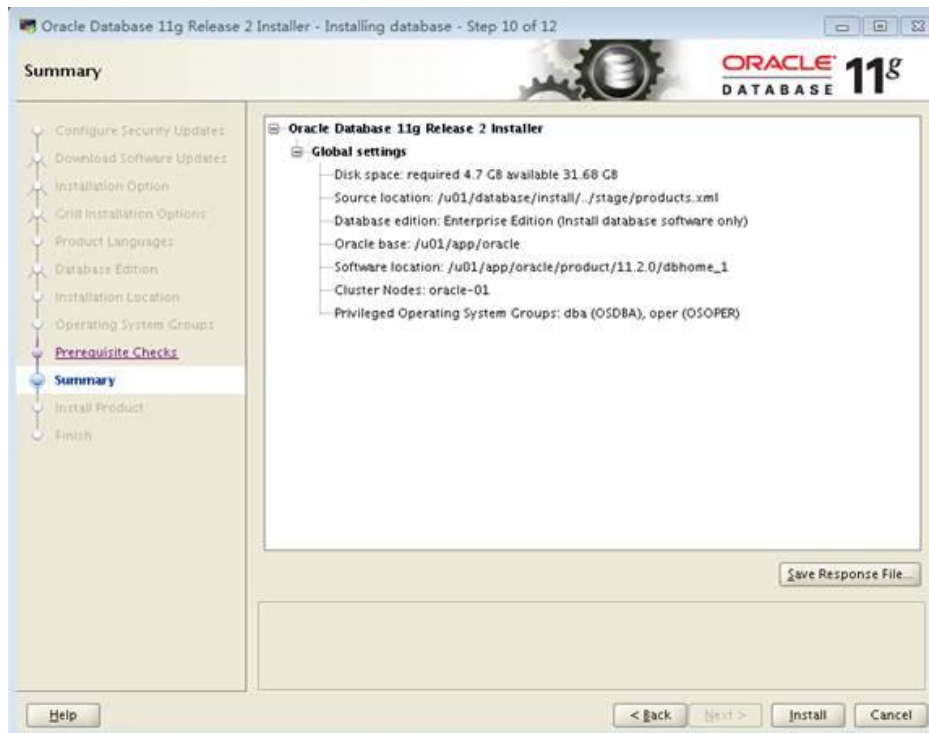 Oracle Database 11g Release 2 Installer - Installing database - Step 10 of 12
Summary
ORACLE 11g
DATABASE
Configure Security Updates
Download Software Updates
Installation Option
Grid Installation Options
Product Languages
Database Edition
Installation Location
Operating System Groups
Prerequisite Checks
Summary
Install Product
Finish
Oracle Database 11g Release 2 Installer
Global settings
Disk space: required 4.7 GB available 31.68 GB
Source location: /u01/database/install/../stage/products.xml
Database edition: Enterprise Edition (Install database software only)
Oracle base: /u01/app/oracle
Software location: /u01/app/oracle/product/11.2.0/dbhome_1
Cluster Nodes: oracle-01
Privileged Operating System Groups: dba (OSDBA), oper (OSOPER)
Save Response File...
Help
< Back
Next >
Install
Cancel